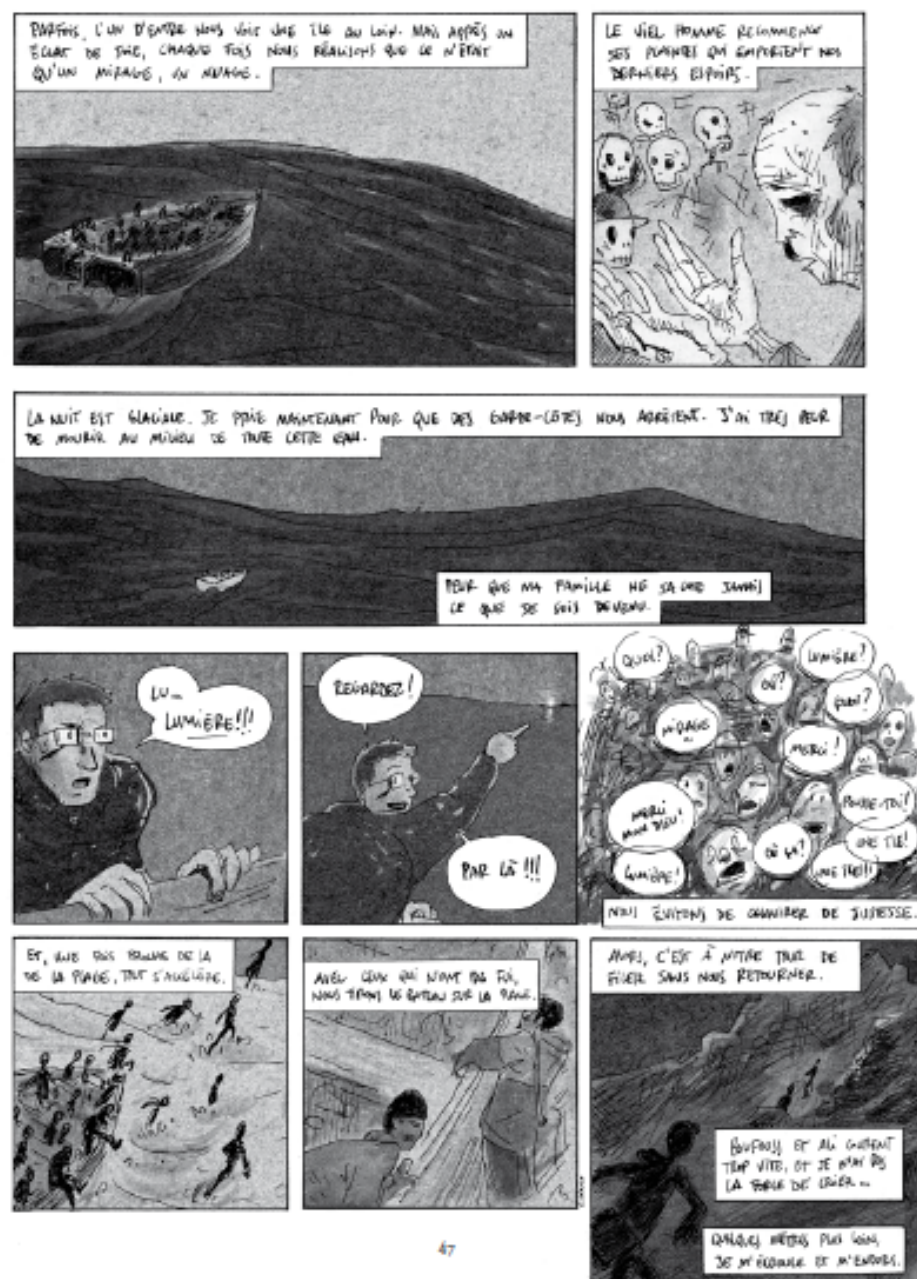 PARFOIS, L'UN D'ENTRE NOUS VOIT UNE ÎLE AU LOIN. MAIS APRÈS UN
ÉCLAT DE JOIE, CHAQUE FOIS NOUS RÉALISONS QUE CE N'ÉTAIT
QU'UN MIRAGE, UN NUAGE.
LE VIEIL HOMME RECOMMENCE
SES PLAINTES QUI EMPORTENT NOS
DERNIERS ESPOIRS.
LA NUIT EST GLACIALE. JE PRIE MAINTENANT POUR QUE DES GARDE-CÔTES NOUS ARRÊTENT. J'AI TRÈS PEUR
DE MOURIR AU MILIEU DE TOUTE CETTE EAU.
PEUR QUE MA FAMILLE NE SACHE JAMAIS
CE QUE JE SUIS DEVENU.
LU...
LUMIÈRE!!!
REGARDEZ!
PAR LÀ!!!
QUOI?
LUMIÈRE?
OÙ?
QUOI?
MIRAGE
MERCI!
MERCI
MON DIEU!
POUSSE-TOI!
OÙ ÇA?
UNE ÎLE!
LUMIÈRE!
UNE ÎLE!!!
NOUS ÉVITONS DE CHAVIRER DE JUSTESSE.
ET, UNE FOIS PROCHE DE LA
DE LA PLAGE, TOUT S'ACCÉLÈRE.
AVEC CEUX QUI N'ONT PAS FUI,
NOUS TIRONS LE BATEAU SUR LA PLAGE.
PUIS, C'EST À NOTRE TOUR DE
FILER SANS NOUS RETOURNER.
ET ALI COURENT
TROP VITE, ET JE N'AI PAS
LA FORCE DE CRIER...
QUELQUES MÈTRES PLUS LOIN,
JE M'ÉCROULE ET M'ENDORS.
47